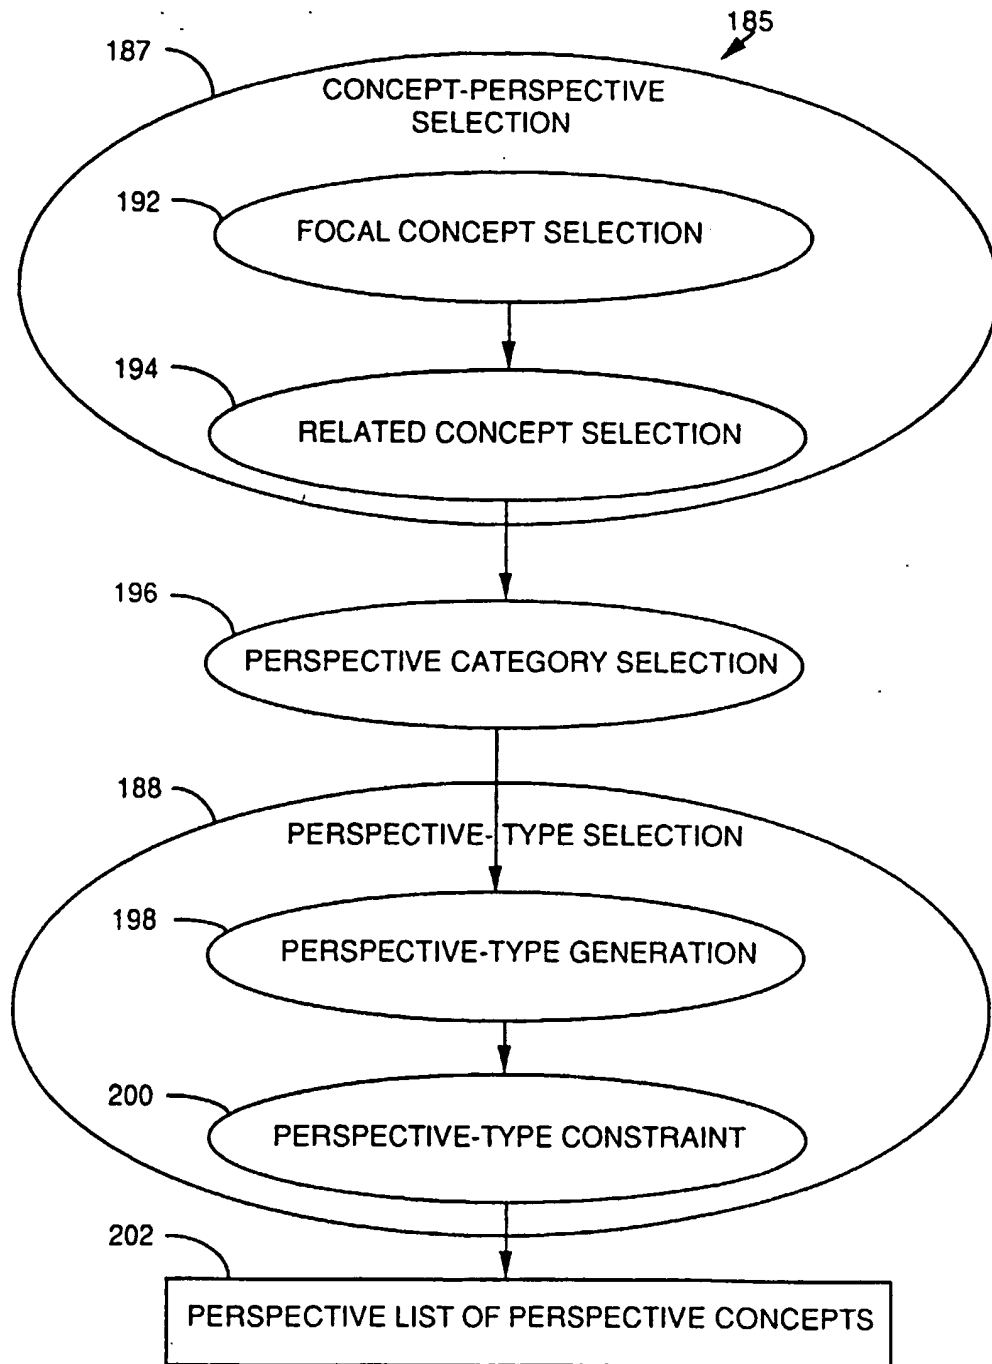 185
187
CONCEPT-PERSPECTIVE
SELECTION
192
FOCAL CONCEPT SELECTION
194
RELATED CONCEPT SELECTION
196
PERSPECTIVE CATEGORY SELECTION
188
PERSPECTIVE-TYPE SELECTION
198
PERSPECTIVE-TYPE GENERATION
200
PERSPECTIVE-TYPE CONSTRAINT
202
PERSPECTIVE LIST OF PERSPECTIVE CONCEPTS